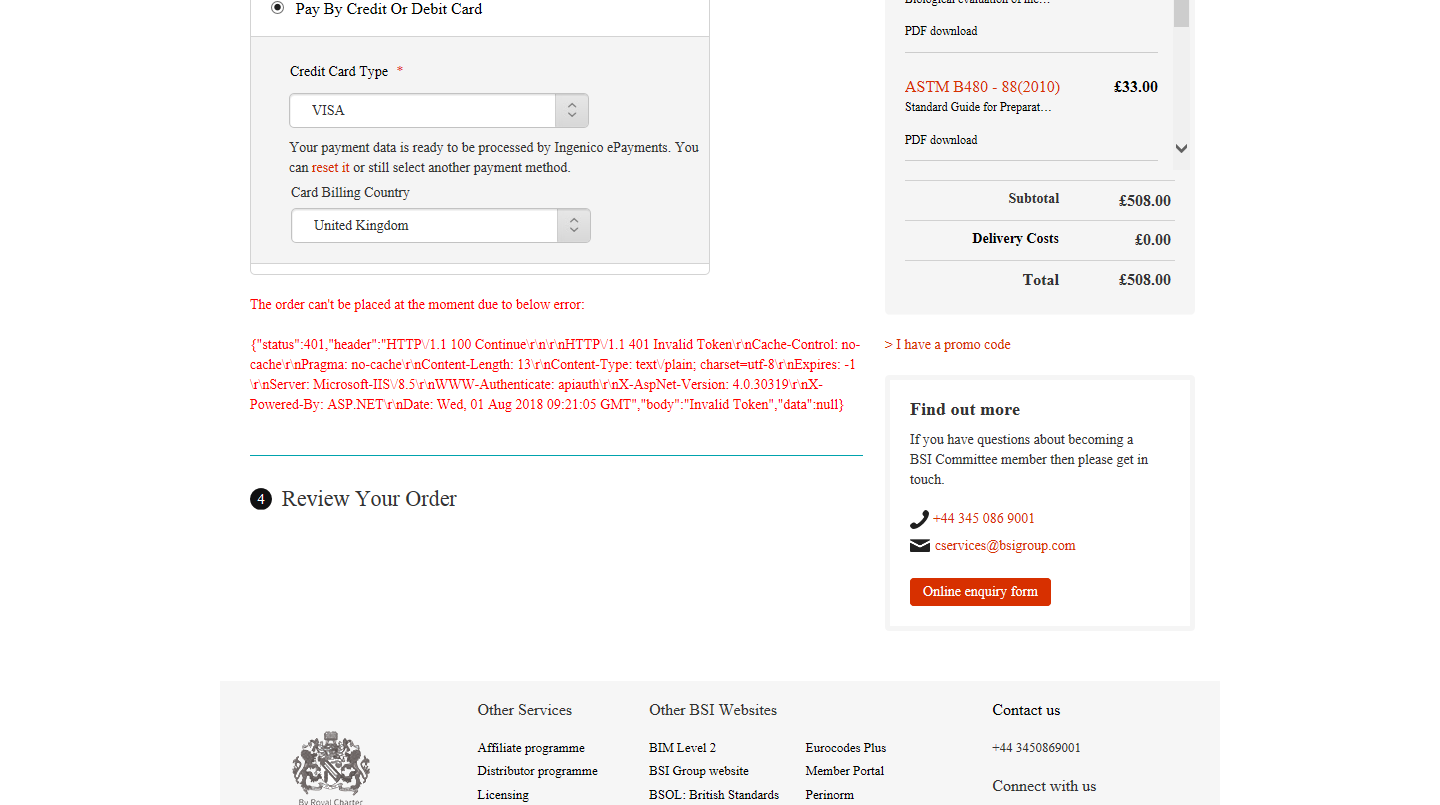 Pay By Credit Or Debit Card
Credit Card Type *
VISA
Your payment data is ready to be processed by Ingenico ePayments. You
can reset it or still select another payment method.
Card Billing Country
United Kingdom
The order can't be placed at the moment due to below error:
{"status":401,"header":"HTTP\/1.1 100 Continue\r\n\r\nHTTP\/1.1 401 Invalid Token\r\nCache-Control: no-
cache\r\nPragma: no-cache\r\nContent-Length: 13\r\nContent-Type: text\/plain; charset=utf-8\r\nExpires: -1
\r\nServer: Microsoft-IIS\/8.5\r\nWWW-Authenticate: apiauth\r\nX-AspNet-Version: 4.0.30319\r\nX-
Powered-By: ASP.NET\r\nDate: Wed, 01 Aug 2018 09:21:05 GMT","body":"Invalid Token","data":null}
4 Review Your Order
Biological evaluation of me…
PDF download
ASTM B480 - 88(2010) £33.00
Standard Guide for Preparat…
PDF download
Subtotal £508.00
Delivery Costs £0.00
Total £508.00
> I have a promo code
Find out more
If you have questions about becoming a
BSI Committee member then please get in
touch.
+44 345 086 9001
cservices@bsigroup.com
Online enquiry form
By Royal Charter
Other Services
Affiliate programme
Distributor programme
Licensing
Other BSI Websites
BIM Level 2
BSI Group website
BSOL: British Standards
Eurocodes Plus
Member Portal
Perinorm
Contact us
+44 3450869001
Connect with us